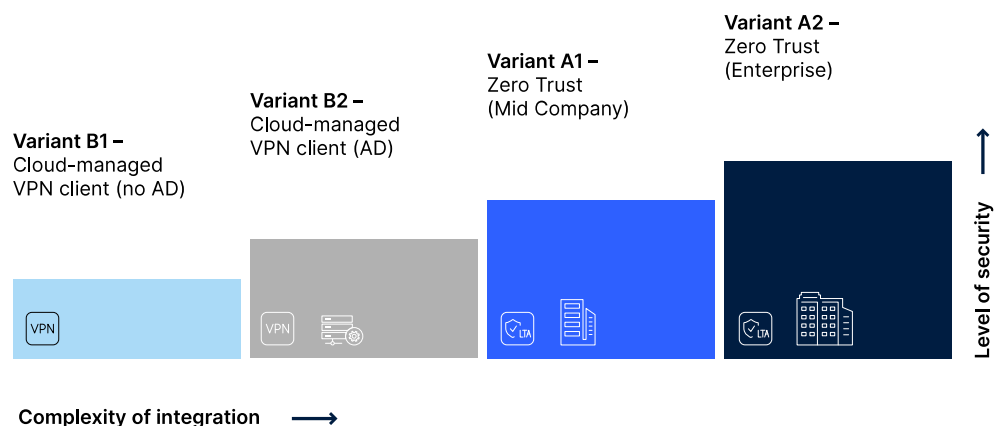 Variant B1 –
Cloud-managed
VPN client (no AD)
Variant B2 –
Cloud-managed
VPN client (AD)
Variant A1 –
Zero Trust
(Mid Company)
Variant A2 –
Zero Trust
(Enterprise)
VPN
VPN
LTA
LTA
Level of security
Complexity of integration